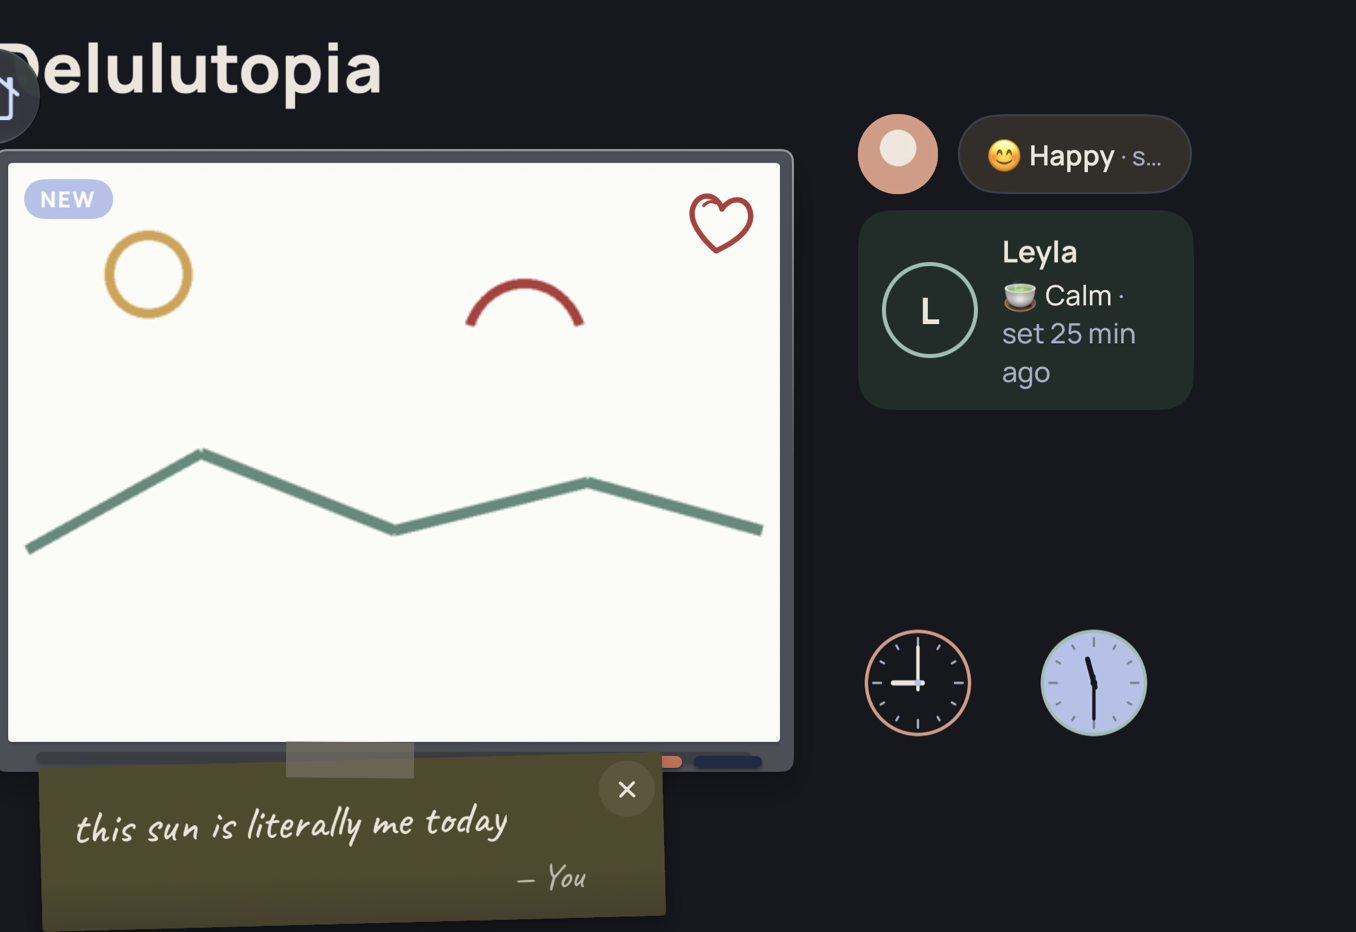 Delulutopia
NEW
😊 Happy · s…
L
Leyla
🍵 Calm ·
set 25 min
ago
this sun is literally me today
– You